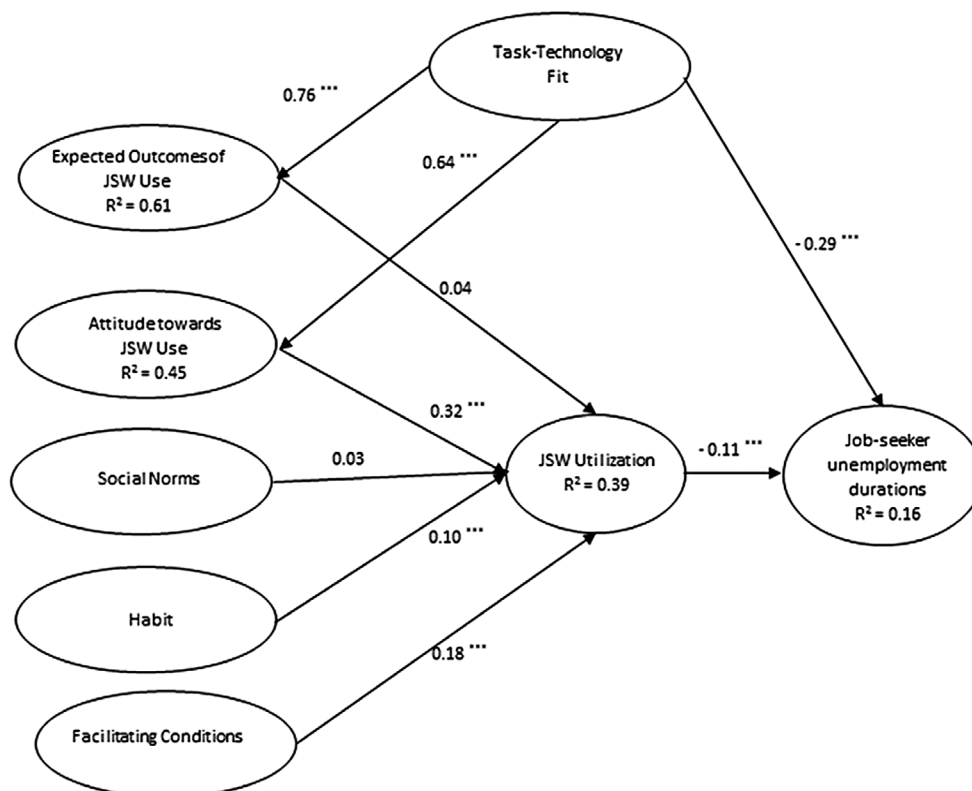 Task-Technology
Fit
0.76 ***
Expected Outcomes of
JSW Use
R² = 0.61
0.64 ***
- 0.29 ***
0.04
Attitude towards
JSW Use
R² = 0.45
0.32 ***
Social Norms
0.03
JSW Utilization
R² = 0.39
- 0.11 ***
Job-seeker
unemployment
durations
R² = 0.16
0.10 ***
Habit
0.18 ***
Facilitating Conditions